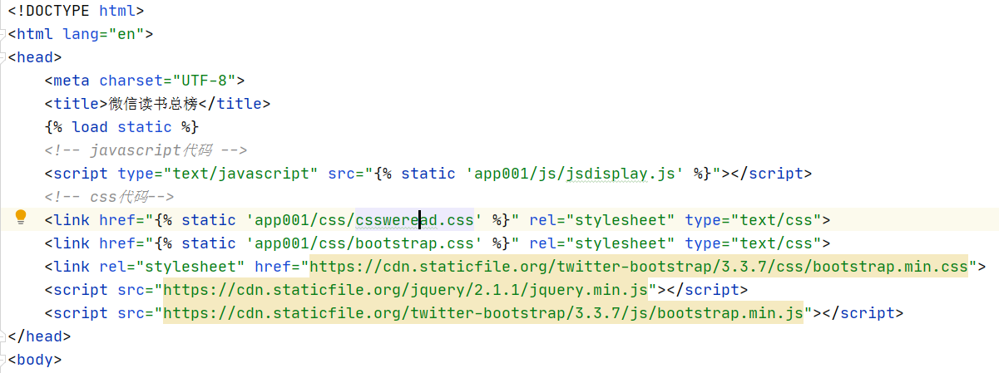 <!DOCTYPE html>
<html lang="en">
<head>
    <meta charset="UTF-8">
    <title>微信读书总榜</title>
    {% load static %}
    <!-- javascript代码 -->
    <script type="text/javascript" src="{% static 'app001/js/jsdisplay.js' %}"></script>
    <!-- css代码-->
    <link href="{% static 'app001/css/cssweread.css' %}" rel="stylesheet" type="text/css">
    <link href="{% static 'app001/css/bootstrap.css' %}" rel="stylesheet" type="text/css">
    <link rel="stylesheet" href="https://cdn.staticfile.org/twitter-bootstrap/3.3.7/css/bootstrap.min.css">
    <script src="https://cdn.staticfile.org/jquery/2.1.1/jquery.min.js"></script>
    <script src="https://cdn.staticfile.org/twitter-bootstrap/3.3.7/js/bootstrap.min.js"></script>
</head>
<body>